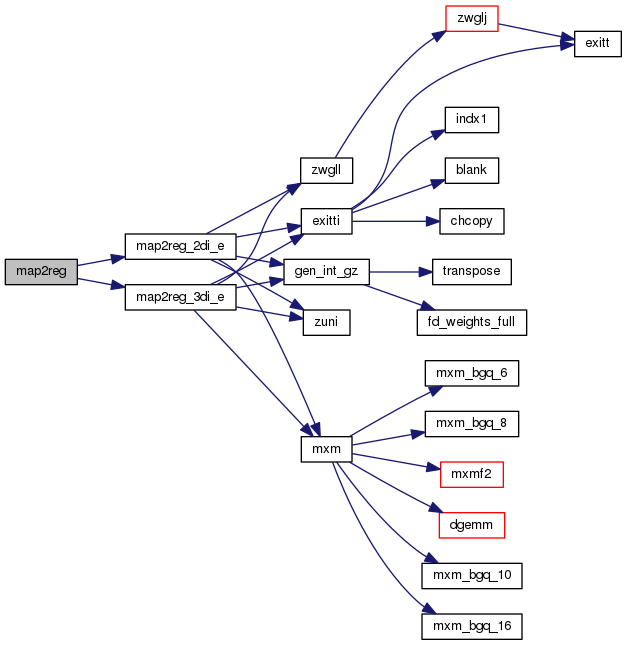 map2reg
map2reg_2di_e
map2reg_3di_e
zwgll
exitti
gen_int_gz
zuni
mxm
zwglj
exitt
indx1
blank
chcopy
transpose
fd_weights_full
mxm_bgq_6
mxm_bgq_8
mxmf2
dgemm
mxm_bgq_10
mxm_bgq_16